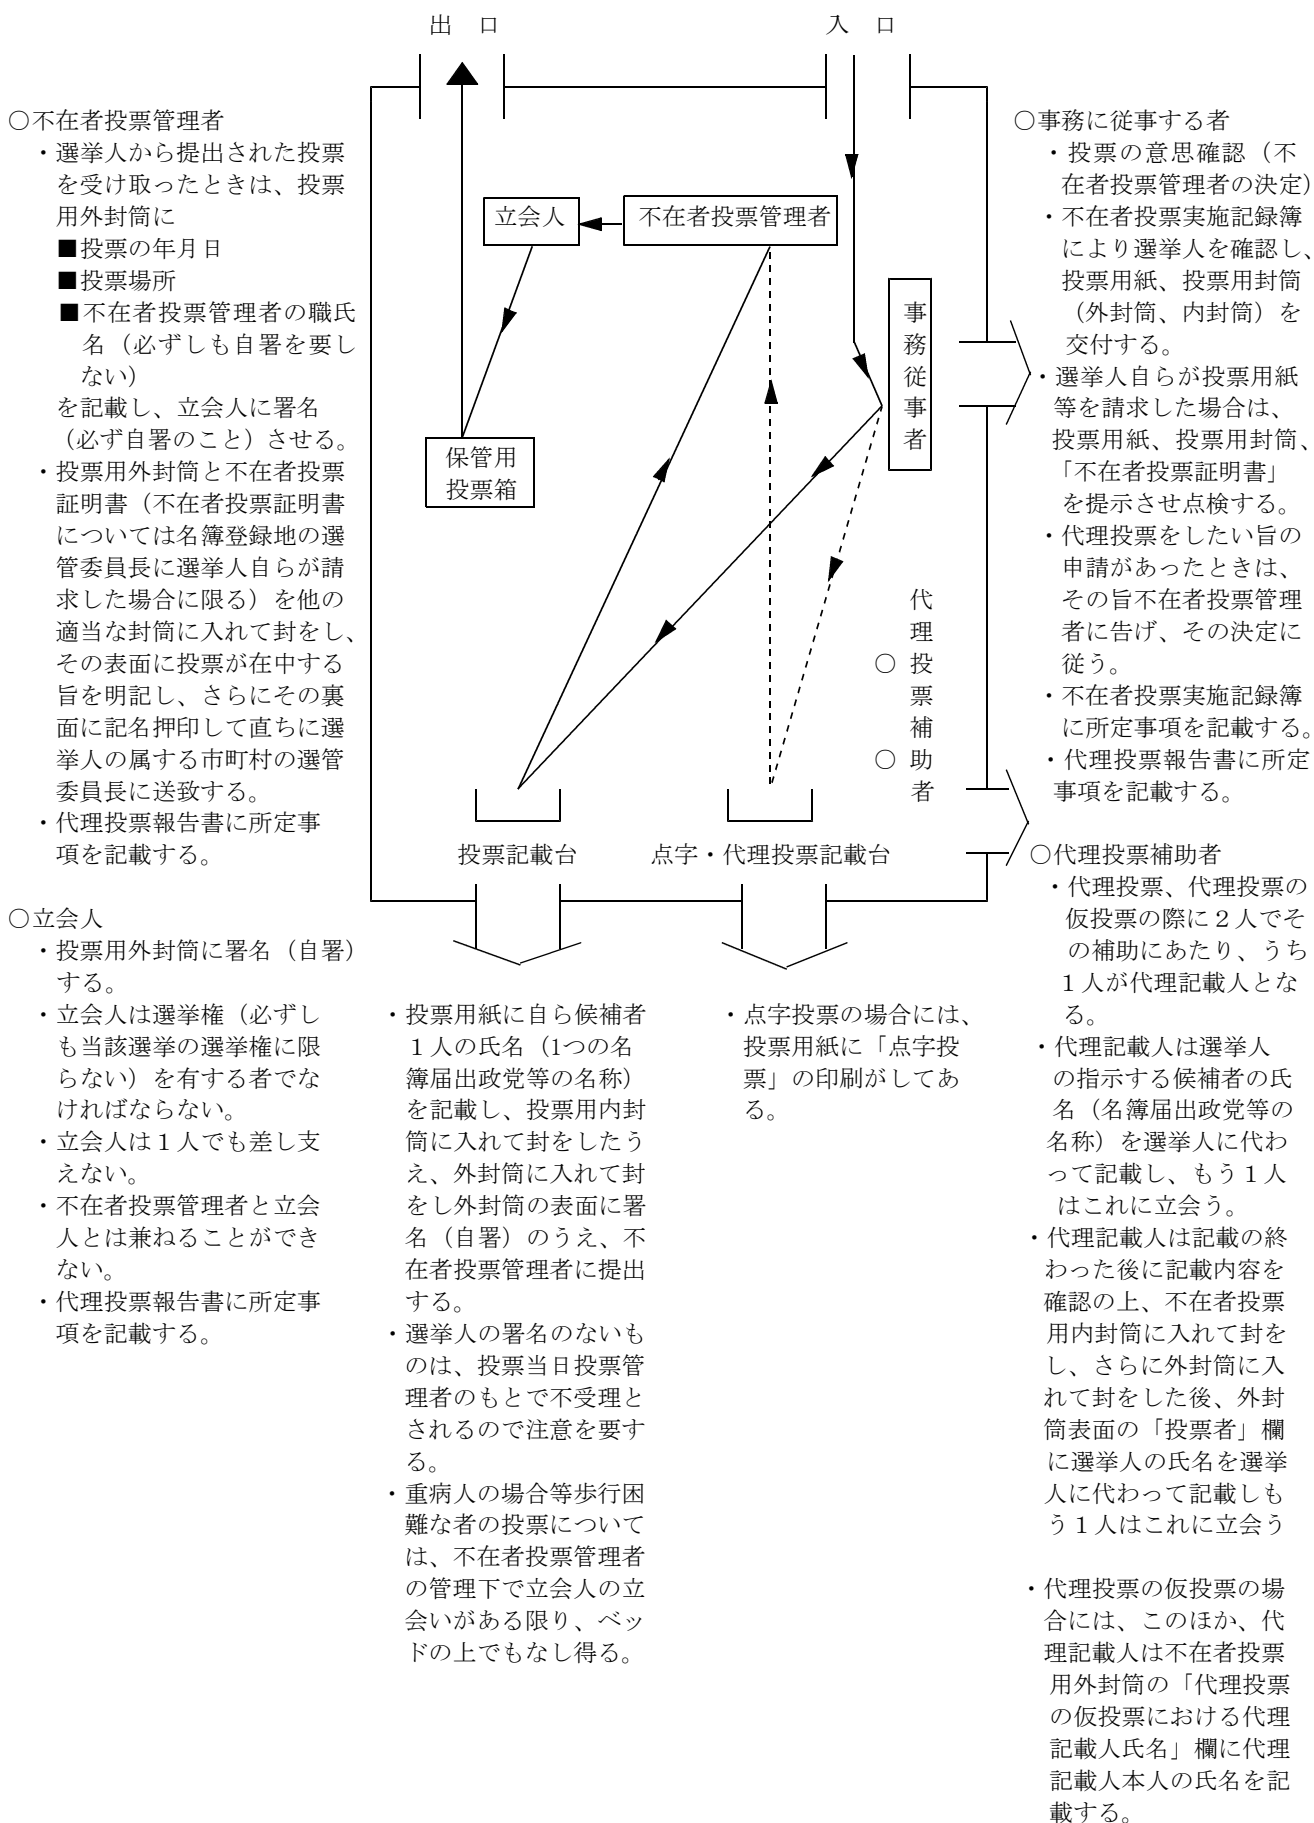 出　口
入　口
○不在者投票管理者
・選挙人から提出された投票
を受け取ったときは、投票
用外封筒に
■投票の年月日
■投票場所
■不在者投票管理者の職氏
名（必ずしも自署を要し
ない）
を記載し、立会人に署名
（必ず自署のこと）させる。
・投票用外封筒と不在者投票
証明書（不在者投票証明書
については名簿登録地の選
管委員長に選挙人自らが請
求した場合に限る）を他の
適当な封筒に入れて封をし、
その表面に投票が在中する
旨を明記し、さらにその裏
面に記名押印して直ちに選
挙人の属する市町村の選管
委員長に送致する。
・代理投票報告書に所定事
項を記載する。
○立会人
・投票用外封筒に署名（自署）
する。
・立会人は選挙権（必ずし
も当該選挙の選挙権に限
らない）を有する者でな
ければならない。
・立会人は１人でも差し支
えない。
・不在者投票管理者と立会
人とは兼ねることができ
ない。
・代理投票報告書に所定事
項を記載する。
立会人
不在者投票管理者
事務従事者
保管用
投票箱
代理投票補助者
○
○
投票記載台
点字・代理投票記載台
・投票用紙に自ら候補者
１人の氏名（1つの名
簿届出政党等の名称）
を記載し、投票用内封
筒に入れて封をしたう
え、外封筒に入れて封
をし外封筒の表面に署
名（自署）のうえ、不
在者投票管理者に提出
する。
・選挙人の署名のないも
のは、投票当日投票管
理者のもとで不受理と
されるので注意を要す
る。
・重病人の場合等歩行困
難な者の投票について
は、不在者投票管理者
の管理下で立会人の立
会いがある限り、ベッ
ドの上でもなし得る。
・点字投票の場合には、
投票用紙に「点字投
票」の印刷がしてあ
る。
○事務に従事する者
・投票の意思確認（不
在者投票管理者の決定）
・不在者投票実施記録簿
により選挙人を確認し、
投票用紙、投票用封筒
（外封筒、内封筒）を
交付する。
・選挙人自らが投票用紙
等を請求した場合は、
投票用紙、投票用封筒、
「不在者投票証明書」
を提示させ点検する。
・代理投票をしたい旨の
申請があったときは、
その旨不在者投票管理
者に告げ、その決定に
従う。
・不在者投票実施記録簿
に所定事項を記載する。
・代理投票報告書に所定
事項を記載する。
○代理投票補助者
・代理投票、代理投票の
仮投票の際に２人でそ
の補助にあたり、うち
１人が代理記載人とな
る。
・代理記載人は選挙人
の指示する候補者の氏
名（名簿届出政党等の
名称）を選挙人に代わ
って記載し、もう１人
はこれに立会う。
・代理記載人は記載の終
わった後に記載内容を
確認の上、不在者投票
用内封筒に入れて封を
し、さらに外封筒に入
れて封をした後、外封
筒表面の「投票者」欄
に選挙人の氏名を選挙
人に代わって記載しも
う１人はこれに立会う
・代理投票の仮投票の場
合には、このほか、代
理記載人は不在者投票
用外封筒の「代理投票
の仮投票における代理
記載人氏名」欄に代理
記載人本人の氏名を記
載する。